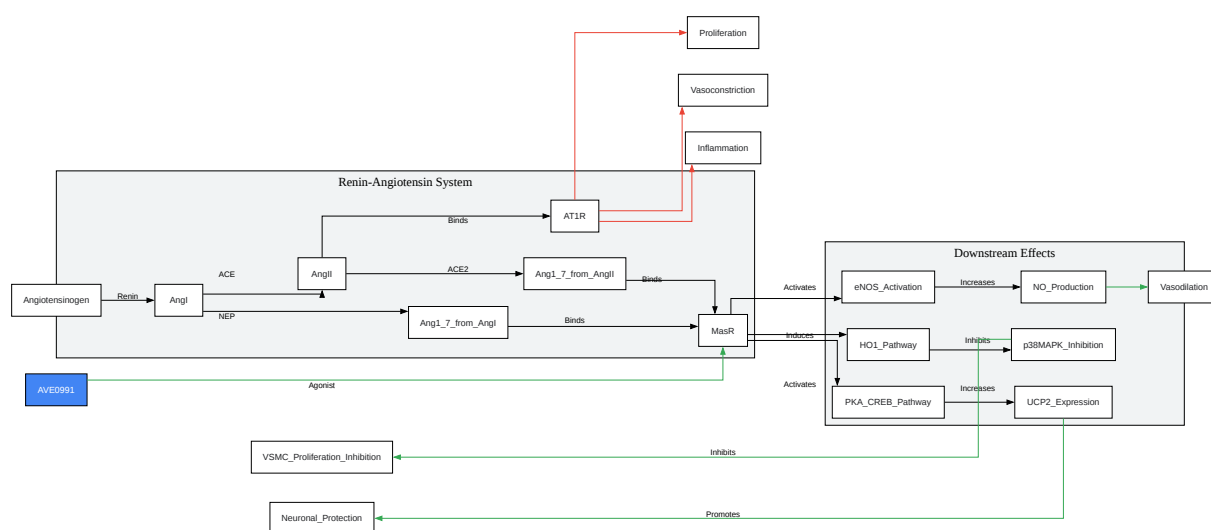 Proliferation
Vasoconstriction
Inflammation
Renin-Angiotensin System
AT1R
Binds
Downstream Effects
ACE
AngII
ACE2
Ang1_7_from_AngII
Binds
Angiotensinogen
Renin
AngI
Activates
eNOS_Activation
Increases
NO_Production
Vasodilation
NEP
Ang1_7_from_AngI
Binds
MasR
Induces
HO1_Pathway
Inhibits
p38MAPK_Inhibition
AVE0991
Agonist
Activates
PKA_CREB_Pathway
Increases
UCP2_Expression
VSMC_Proliferation_Inhibition
Inhibits
Neuronal_Protection
Promotes